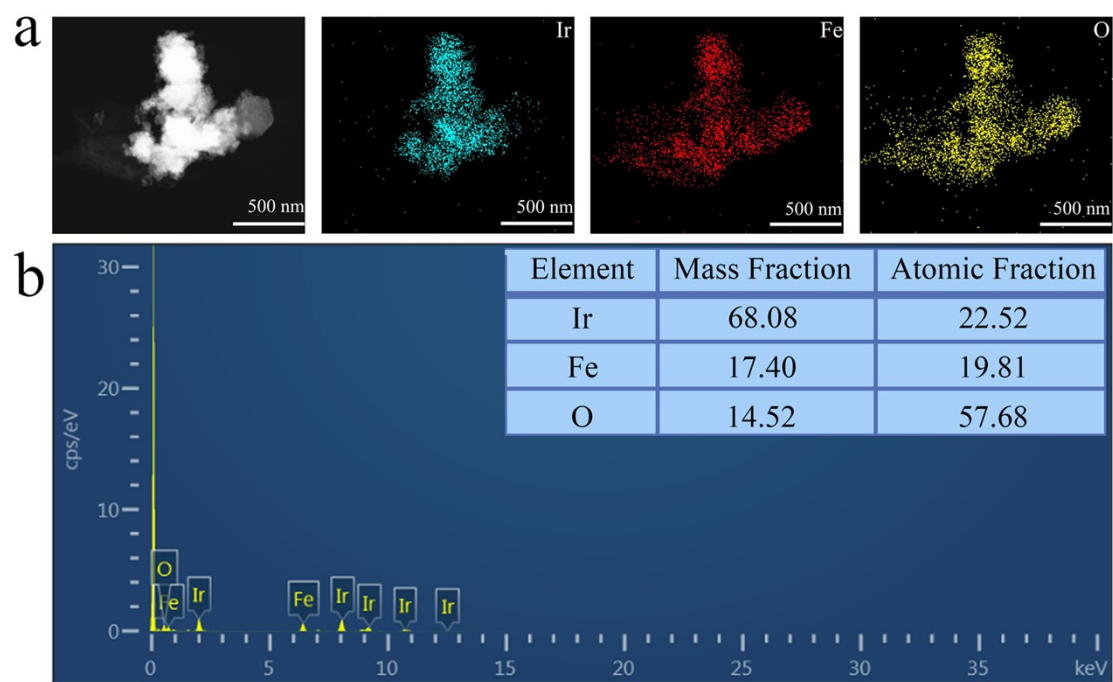 a
Ir
Fe
O
500 nm
500 nm
500 nm
500 nm
b
Element Mass Fraction Atomic Fraction
Ir 68.08 22.52
Fe 17.40 19.81
O 14.52 57.68
cps/eV
30
20
10
0
O
Fe
Ir
Fe
Ir
Ir
Ir
Ir
0 5 10 15 20 25 30 35 keV